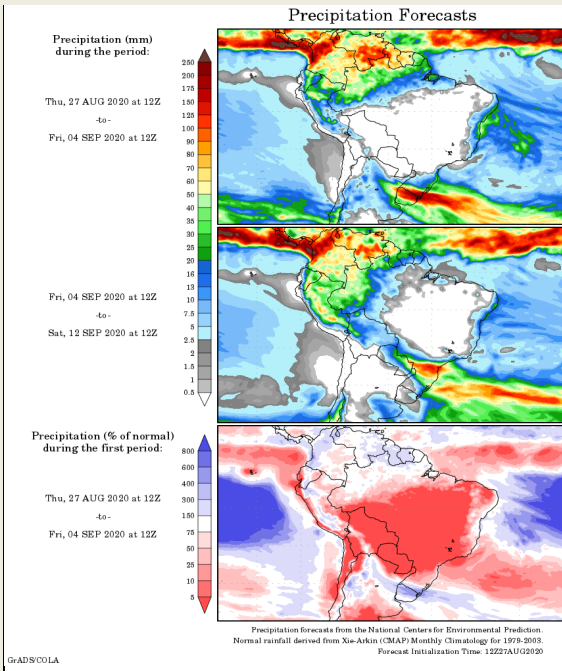 Precipitation Forecasts
Precipitation (mm)
during the period:
Thu, 27 AUG 2020 at 12Z
-to-
Fri, 04 SEP 2020 at 12Z
250
200
175
150
125
100
90
80
70
60
50
40
35
30
25
20
16
13
10
7.5
5
2.5
2
1.5
1
0.5
Fri, 04 SEP 2020 at 12Z
-to-
Sat, 12 SEP 2020 at 12Z
Precipitation (% of normal)
during the first period:
Thu, 27 AUG 2020 at 12Z
-to-
Fri, 04 SEP 2020 at 12Z
800
600
400
300
150
75
50
25
10
5
Precipitation forecasts from the National Centers for Environmental Prediction.
Normal rainfall derived from Xie-Arkin (CMAP) Monthly Climatology for 1979-2003.
Forecast Initialization Time: 12Z27AUG2020
GrADS/COLA